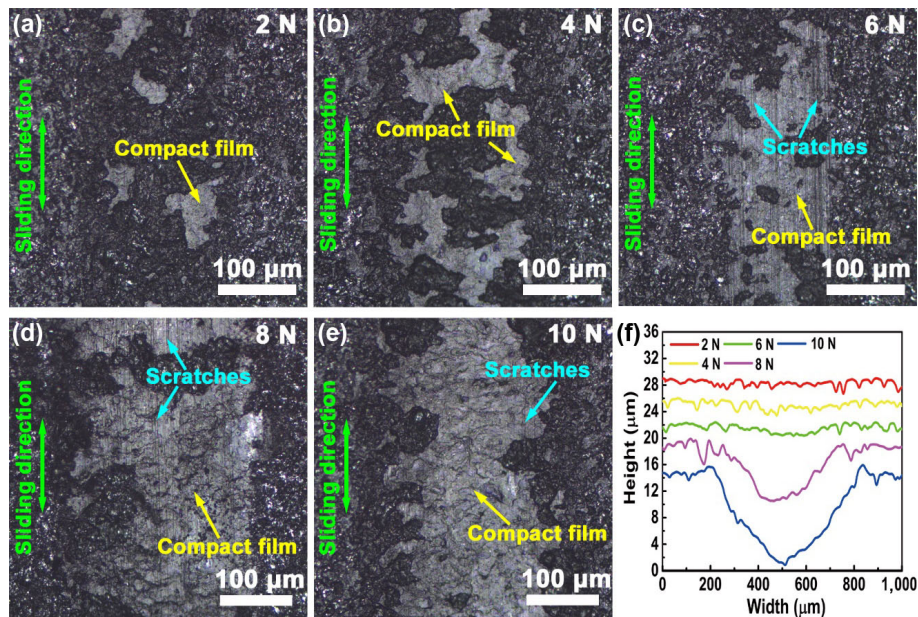 (a)
2 N
Sliding direction
Compact film
100 µm
(b)
4 N
Sliding direction
Compact film
100 µm
(c)
6 N
Sliding direction
Scratches
Compact film
100 µm
(d)
8 N
Sliding direction
Scratches
Compact film
100 µm
(e)
10 N
Sliding direction
Scratches
Compact film
100 µm
(f)
2 N 6 N 10 N
4 N 8 N
Height (µm)
36
32
28
24
20
16
12
8
4
0
0 200 400 600 800 1,000
Width (µm)